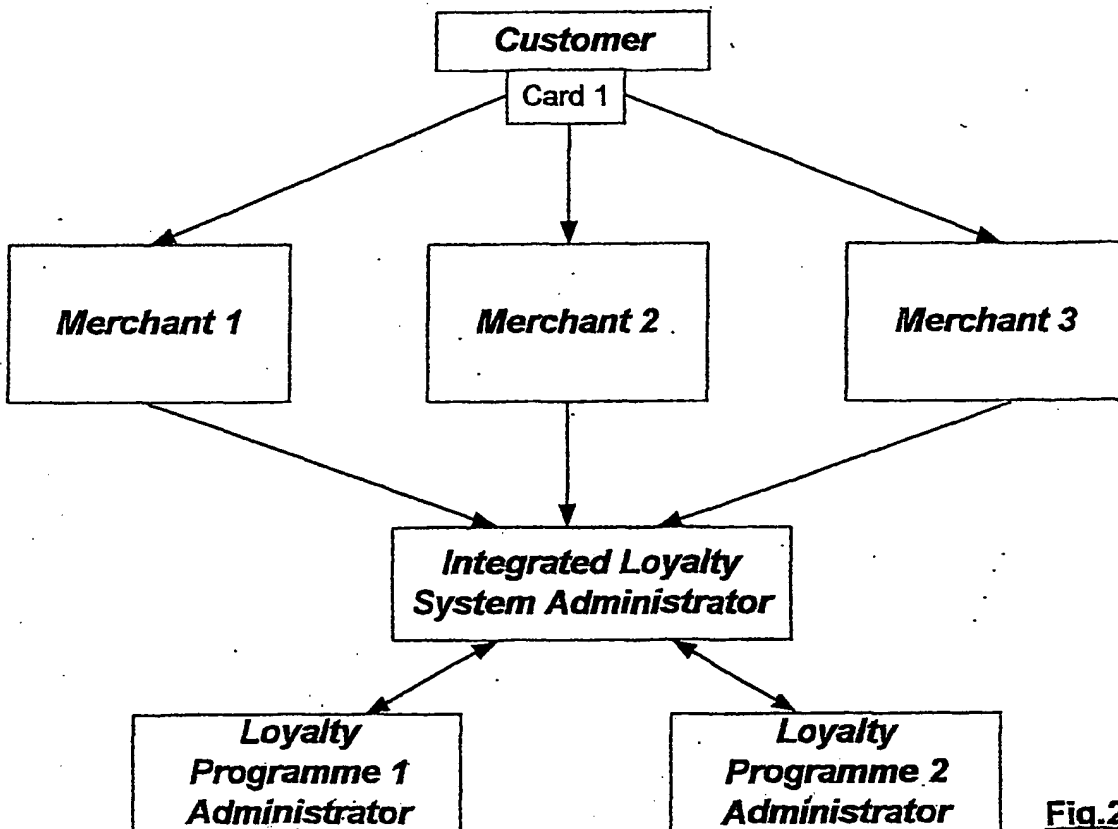 Customer
Card 1
Merchant 1
Merchant 2
Merchant 3
Integrated Loyalty
System Administrator
Loyalty
Programme 1
Administrator
Loyalty
Programme 2
Administrator
Fig.2